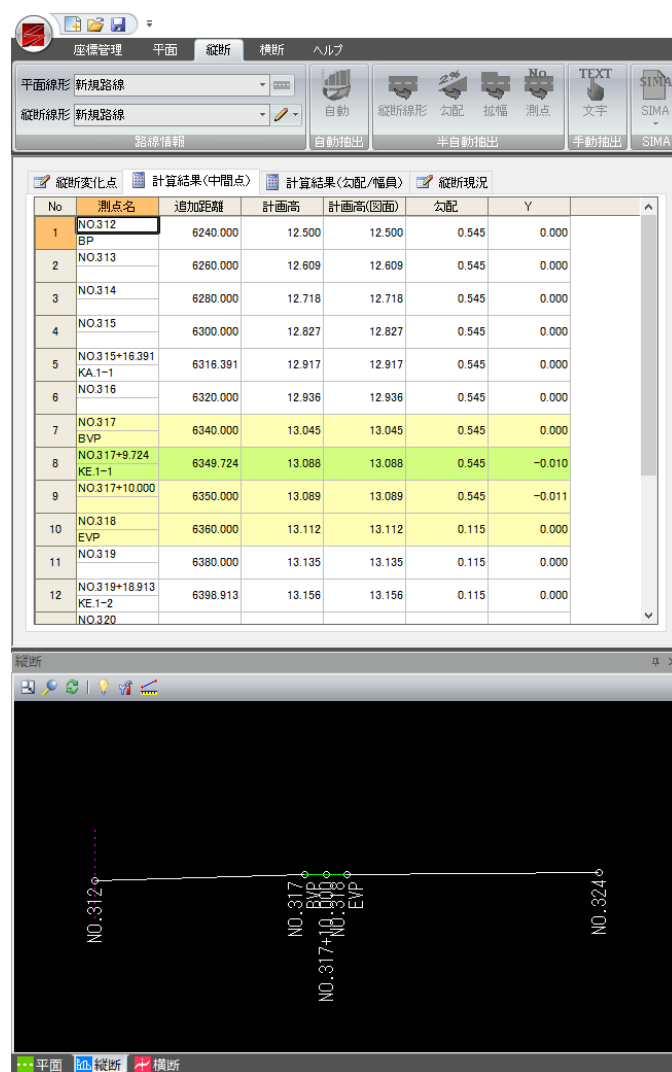 座標管理 平面 縦断 横断 ヘルプ
平面線形 新規路線
縦断線形 新規路線
自動 縦断線形 2% 勾配 拡幅 No. 測点 TEXT 文字 SIMA SIMA
路線情報 自動抽出 半自動抽出 手動抽出 SIMA
縦断変化点 計算結果(中間点) 計算結果(勾配/幅員) 縦断現況
No 測点名 追加距離 計画高 計画高(図面) 勾配 Y
1 NO.312 BP 6240.000 12.500 12.500 0.545 0.000
2 NO.313 6260.000 12.609 12.609 0.545 0.000
3 NO.314 6280.000 12.718 12.718 0.545 0.000
4 NO.315 6300.000 12.827 12.827 0.545 0.000
5 NO.315+16.391 KA.1-1 6316.391 12.917 12.917 0.545 0.000
6 NO.316 6320.000 12.936 12.936 0.545 0.000
7 NO.317 BVP 6340.000 13.045 13.045 0.545 0.000
8 NO.317+9.724 KE.1-1 6349.724 13.088 13.088 0.545 -0.010
9 NO.317+10.000 6350.000 13.089 13.089 0.545 -0.011
10 NO.318 EVP 6360.000 13.112 13.112 0.115 0.000
11 NO.319 6380.000 13.135 13.135 0.115 0.000
12 NO.319+18.913 KE.1-2 6398.913 13.156 13.156 0.115 0.000
NO.320
縦断
NO.312
NO.317
BVP
NO.317+10.000
NO.318
EVP
NO.324
平面 縦断 横断